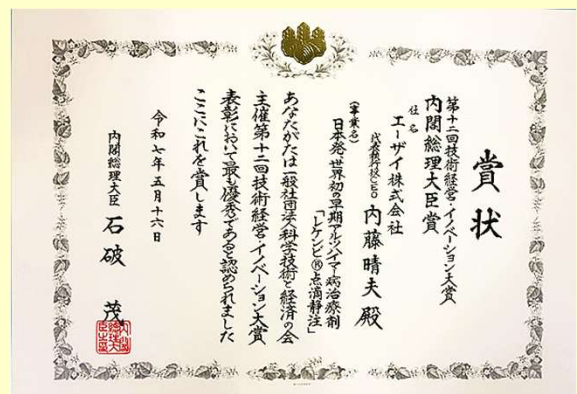 賞状
第十二回技術経営・イノベーション大賞
内閣総理大臣賞
社名
エーザイ株式会社
代表執行役CEO 内藤晴夫 殿
(事業名)
日本発、世界初の早期アルツハイマー病治療剤
「レケンビ®点滴静注」
あなたがたは一般社団法人科学技術と経済の会
主催第十二回技術経営・イノベーション大賞
表彰において最も優秀であると認められました
ここにこれを賞します
令和七年五月十六日
内閣総理大臣 石破 茂